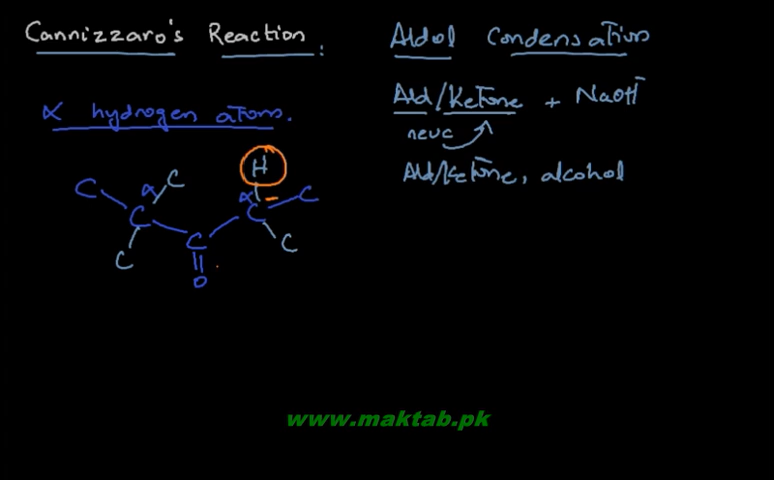 Cannizzaro's Reaction :
α hydrogen atoms.
H
C α C α C
C C
C C C
O
Aldol Condensation
Ald/Ketone + NaOH
neuc
Ald/Ketone, alcohol
www.maktab.pk